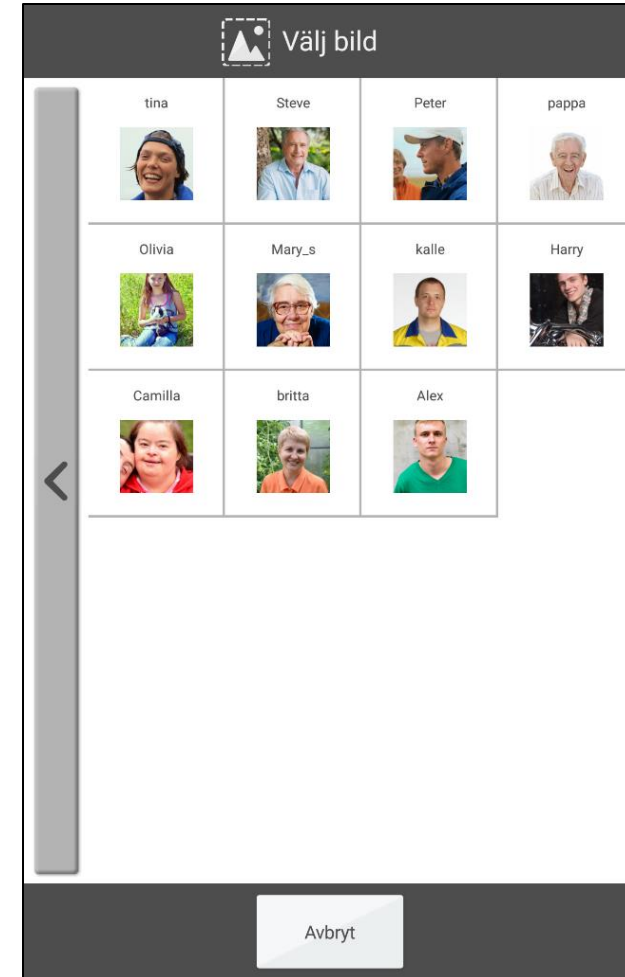 Välj bild
tina Steve Peter pappa
Olivia Mary_s kalle Harry
Camilla britta Alex
Avbryt